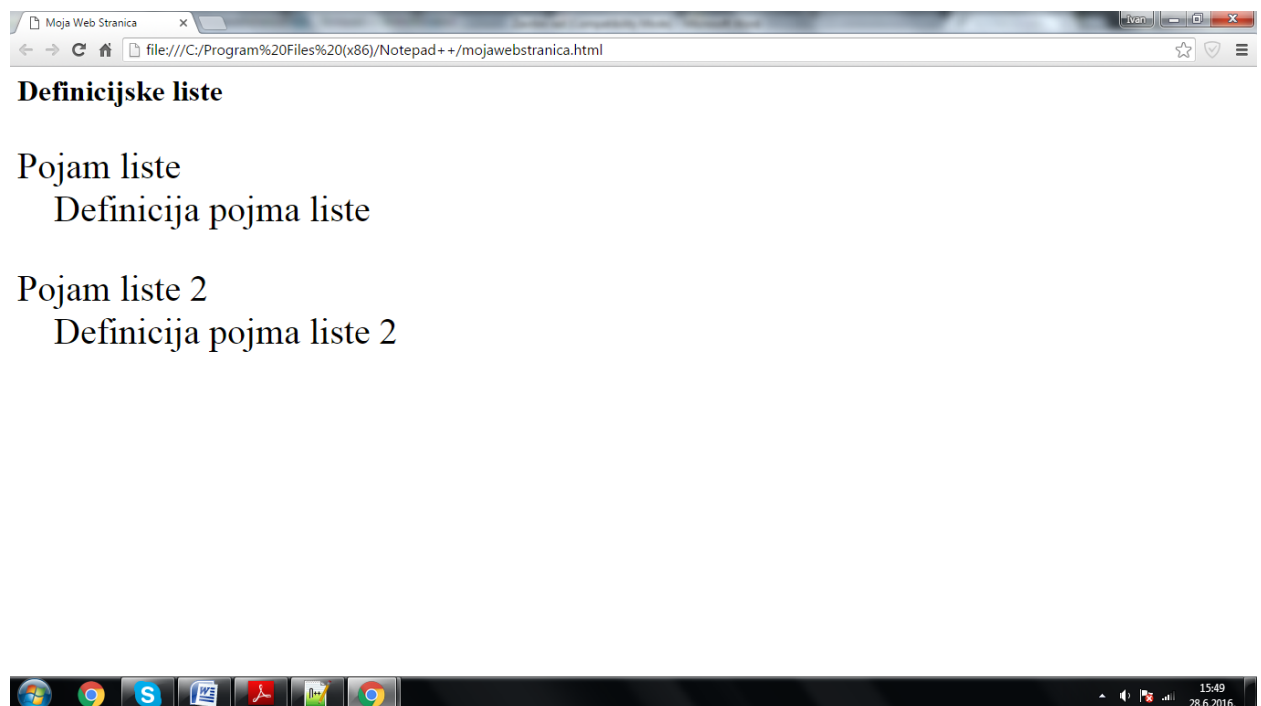 Moja Web Stranica
Ivan
file:///C:/Program%20Files%20(x86)/Notepad++/mojawebstranica.html
Definicijske liste
Pojam liste
Definicija pojma liste
Pojam liste 2
Definicija pojma liste 2
15:49
28.6.2016.